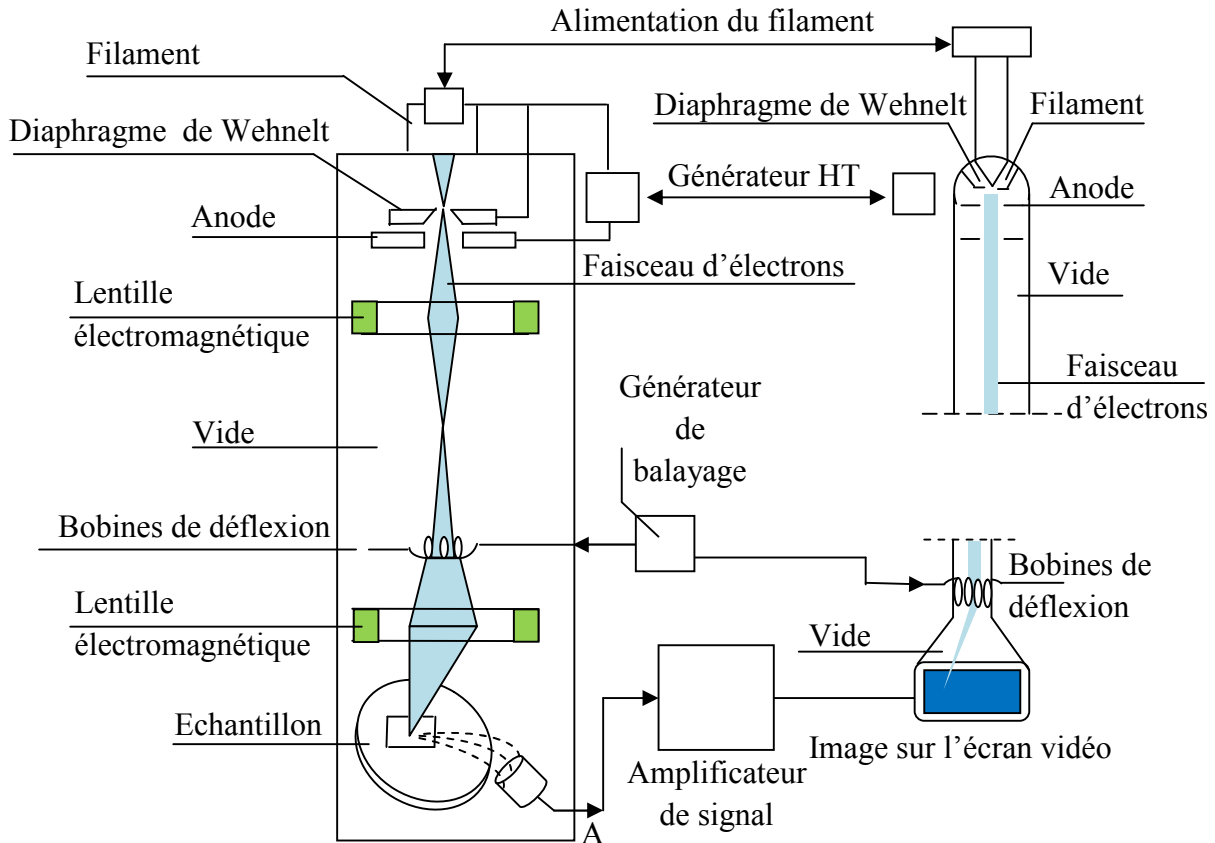 Alimentation du filament
Filament
Diaphragme de Wehnelt
Filament
Diaphragme de Wehnelt
Générateur HT
Anode
Anode
Faisceau d'électrons
Vide
Lentille
électromagnétique
Faisceau
d'électrons
Générateur
de
balayage
Vide
Bobines de déflexion
Bobines de
déflexion
Lentille
électromagnétique
Vide
Echantillon
Image sur l'écran vidéo
Amplificateur
de signal
A